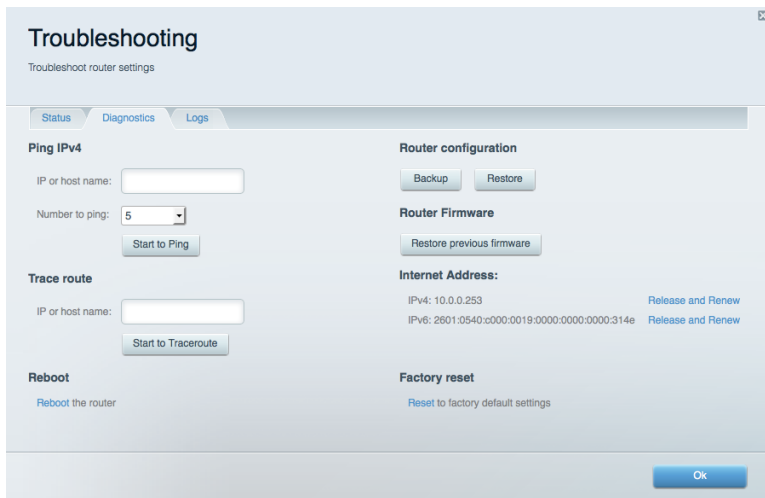 Troubleshooting
Troubleshoot router settings
Status
Diagnostics
Logs
Ping IPv4
IP or host name:
Number to ping: 5
Start to Ping
Trace route
IP or host name:
Start to Traceroute
Reboot
Reboot the router
Router configuration
Backup
Restore
Router Firmware
Restore previous firmware
Internet Address:
IPv4: 10.0.0.253 Release and Renew
IPv6: 2601:0540:c000:0019:0000:0000:0000:314e Release and Renew
Factory reset
Reset to factory default settings
Ok